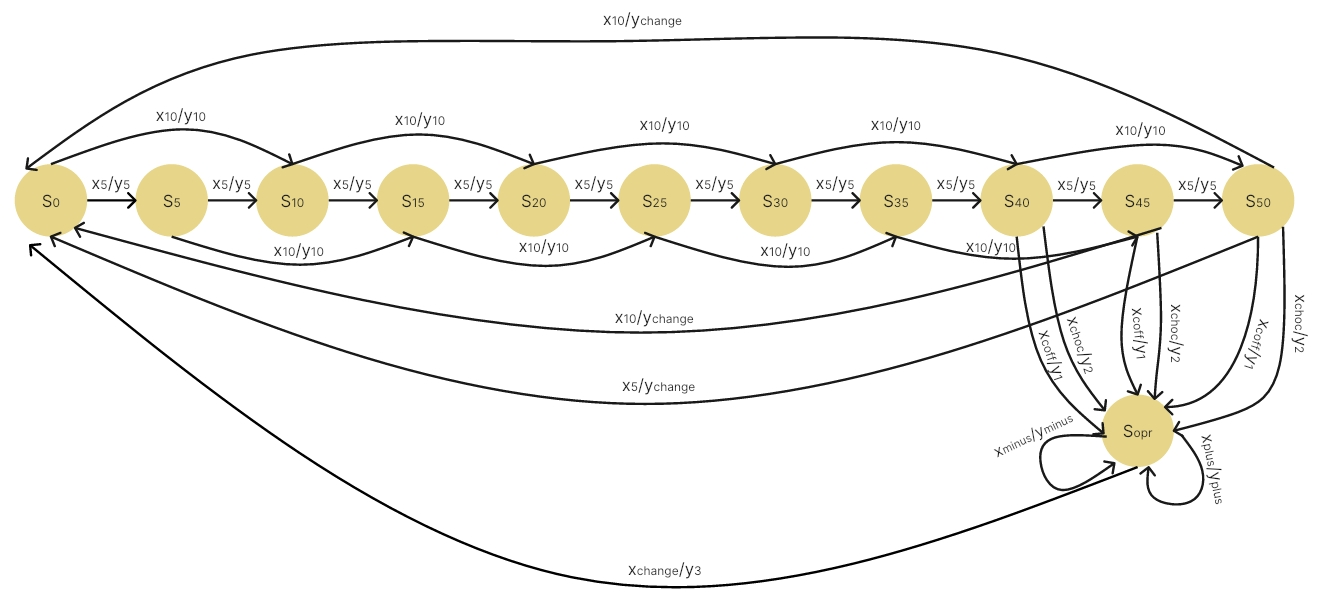 x10/ychange
x10/y10
x10/y10
x10/y10
x10/y10
x10/y10
x5/y5
x5/y5
x5/y5
x5/y5
x5/y5
x5/y5
x5/y5
x5/y5
x5/y5
x5/y5
S0
S5
S10
S15
S20
S25
S30
S35
S40
S45
S50
x10/y10
x10/y10
x10/y10
x10/y10
x10/ychange
x5/ychange
xcoff/y1
xchoc/y2
xcoff/y1
xchoc/y2
xcoff/y1
xchoc/y2
Sopr
xminus/yminus
xplus/yplus
xchange/y3